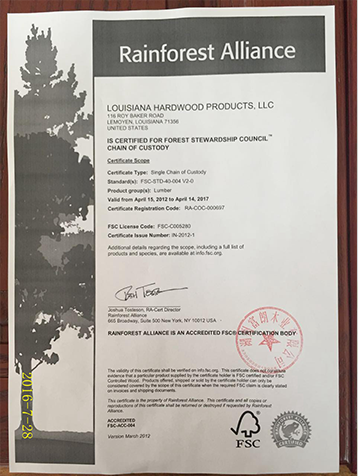 Rainforest Alliance
LOUISIANA HARDWOOD PRODUCTS, LLC
116 ROY BAKER ROAD
LEMOYEN, LOUISIANA 71356
UNITED STATES
IS CERTIFIED FOR FOREST STEWARDSHIP COUNCIL™
CHAIN OF CUSTODY
Certificate Scope
Certificate Type: Single Chain of Custody
Standard(s): FSC-STD-40-004 V2-0
Product group(s): Lumber
Valid from April 15, 2012 to April 14, 2017
Certificate Registration Code: RA-COC-000697
FSC License Code: FSC-C005280
Certificate Issue Number: IN-2012-1
Additional details regarding the scope, including a full list of
products and species, are available at info.fsc.org.
Joshua Tosteson, RA-Cert Director
Rainforest Alliance
665 Broadway, Suite 500 New York, NY 10012 USA
RAINFOREST ALLIANCE IS AN ACCREDITED FSC® CERTIFICATION BODY
The validity of this certificate shall be verified on info.fsc.org. This certificate does not constitute
evidence that a particular product supplied by the certificate holder is FSC certified and/or FSC
Controlled Wood. Products offered, shipped or sold by the certificate holder can only be
considered covered by the scope of this certificate when the required FSC claim is clearly stated
on invoices and shipping documents.
This certificate is the property of Rainforest Alliance. This certificate and all copies or
reproductions of this certificate shall be returned or destroyed if requested by Rainforest
Alliance.
ACCREDITED
FSC-ACC-004
Version March 2012
FSC
2016-7-28